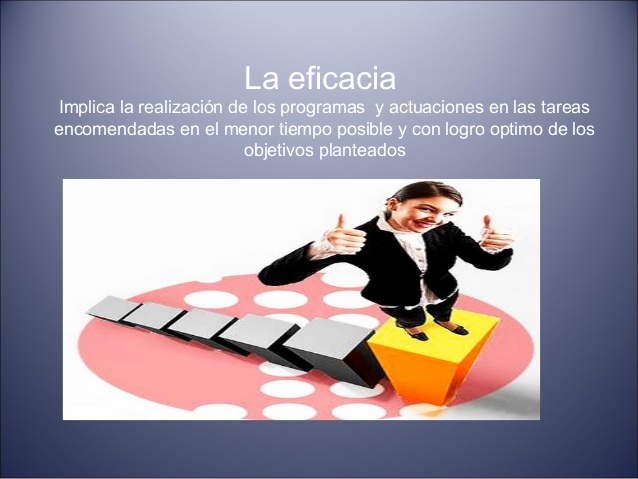 La eficacia
Implica la realización de los programas  y actuaciones en las tareas
encomendadas en el menor tiempo posible y con logro optimo de los
objetivos planteados